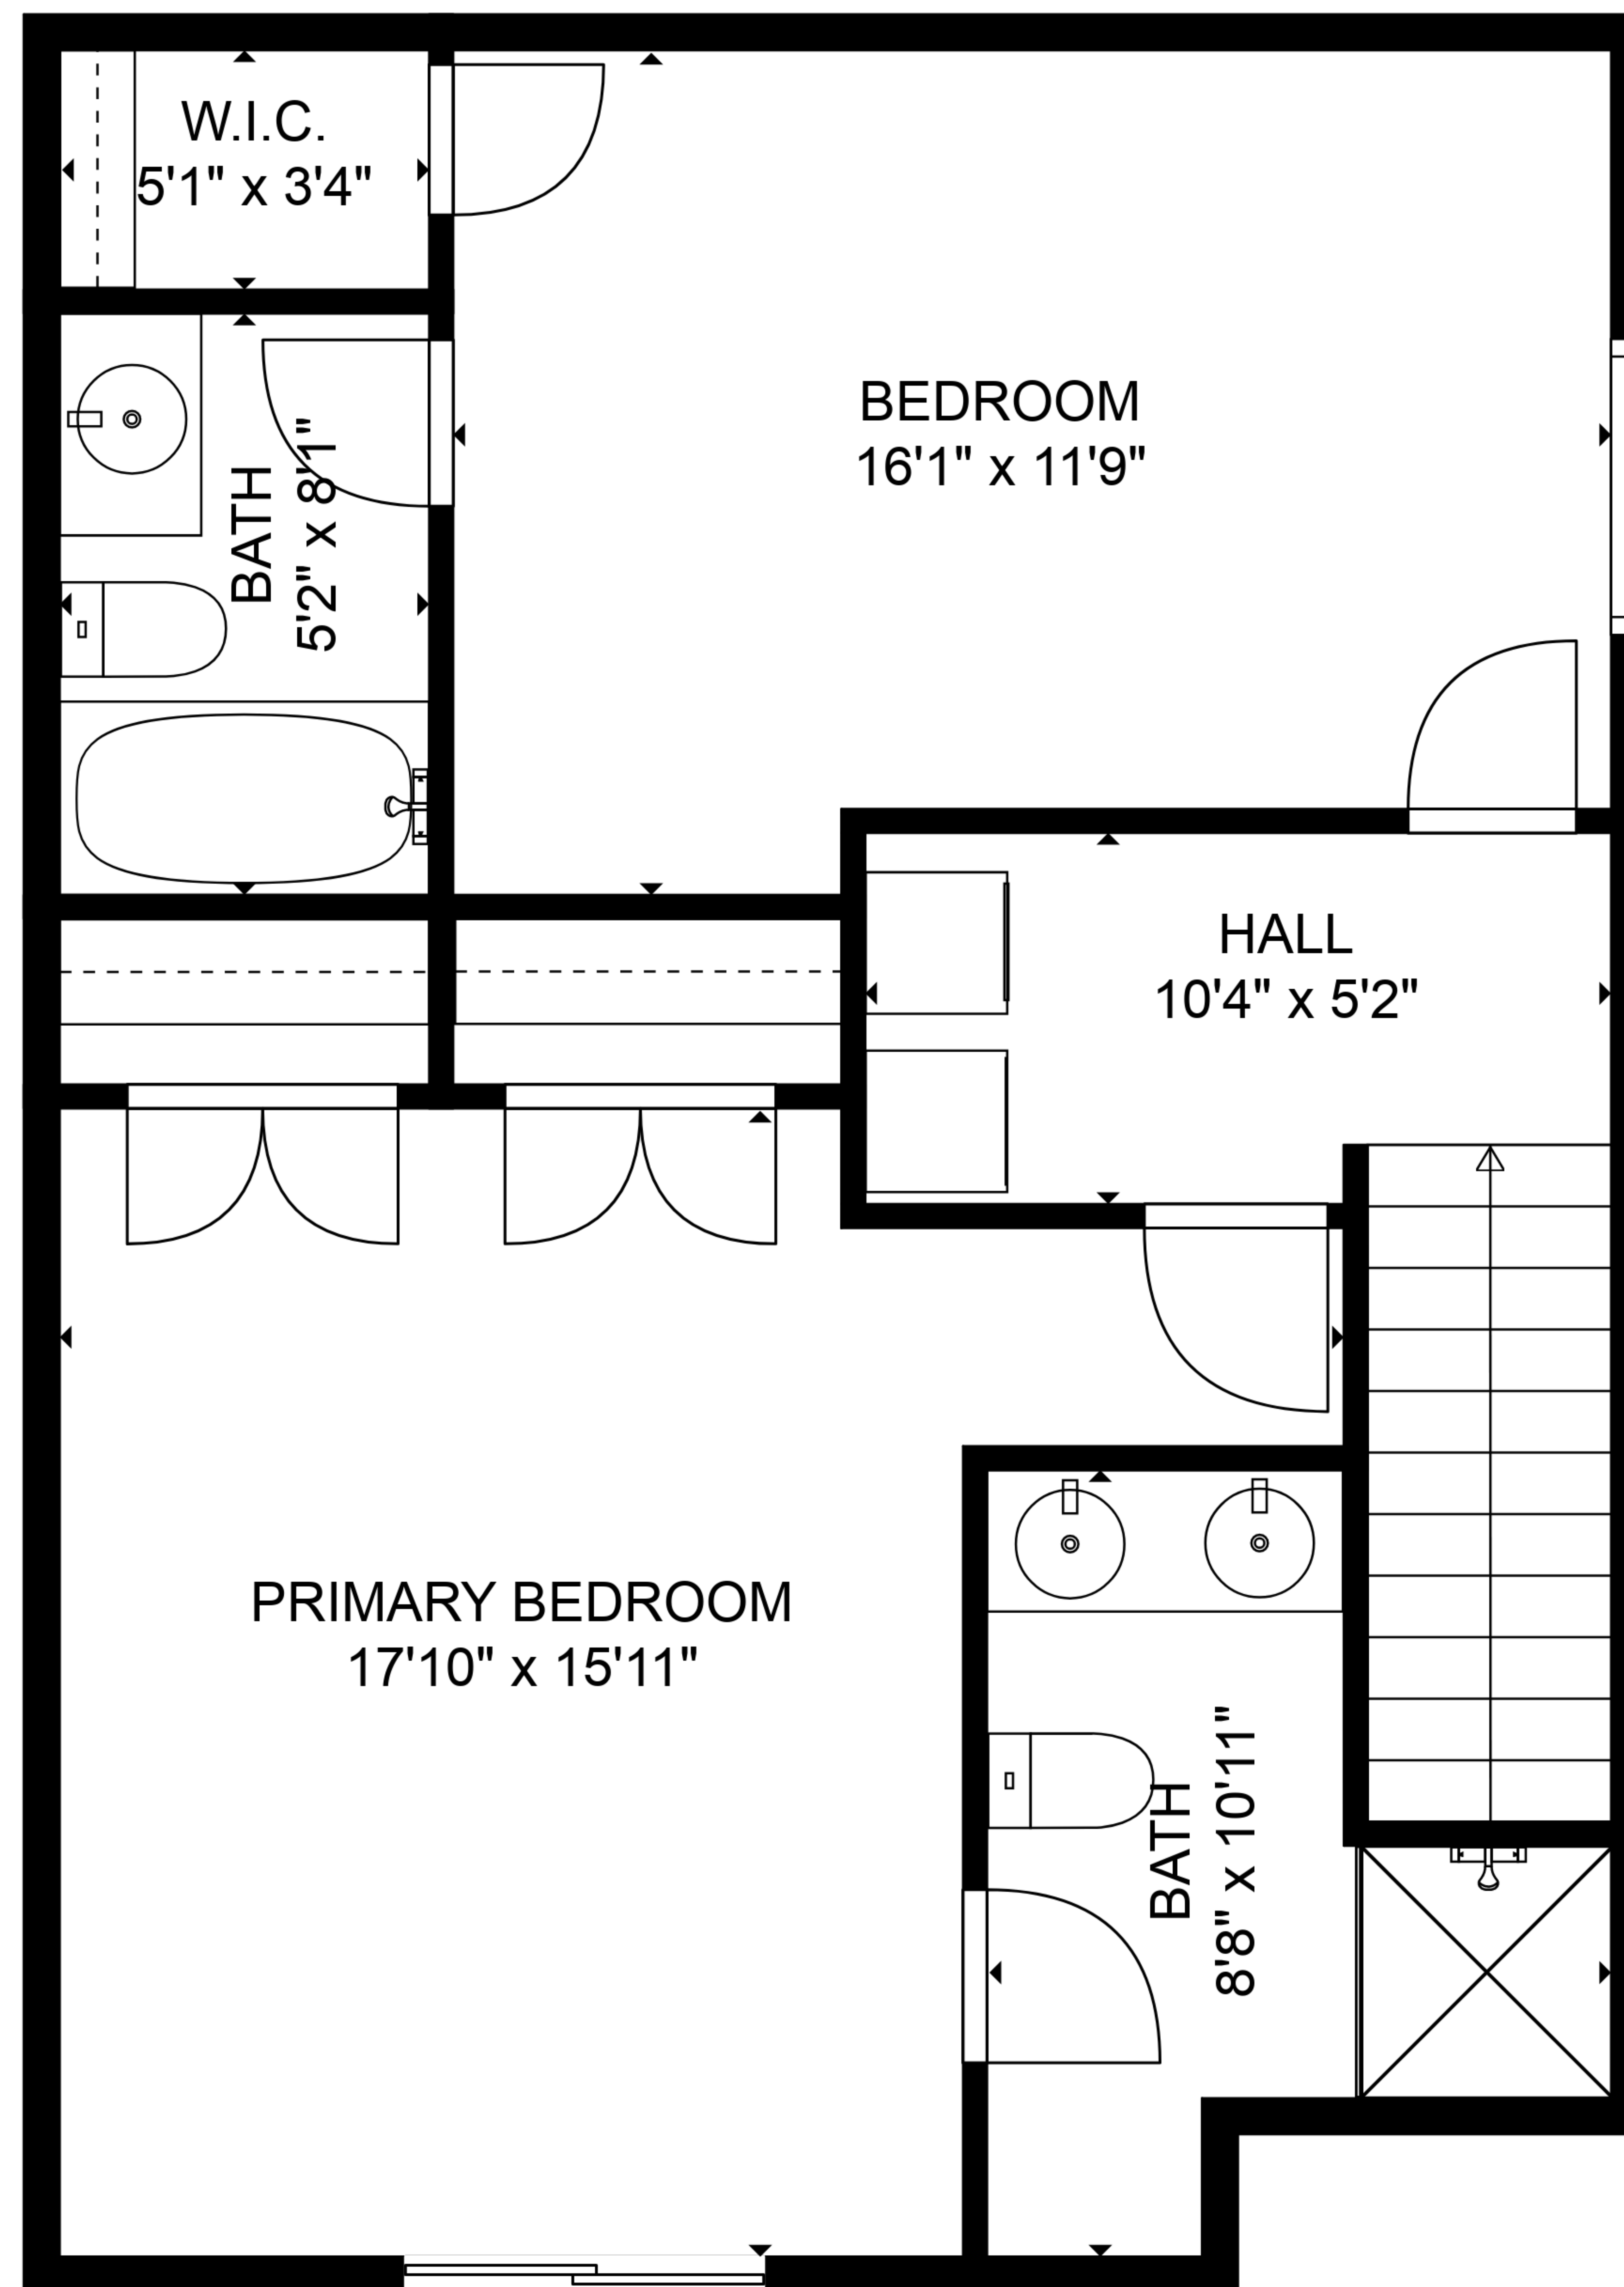 W.I.C.
5'1" x 3'4"
BEDROOM
16'1" x 11'9"
BATH
5'2" x 8'1"
HALL
10'4" x 5'2"
PRIMARY BEDROOM
17'10" x 15'11"
BATH
8'8" x 10'11"